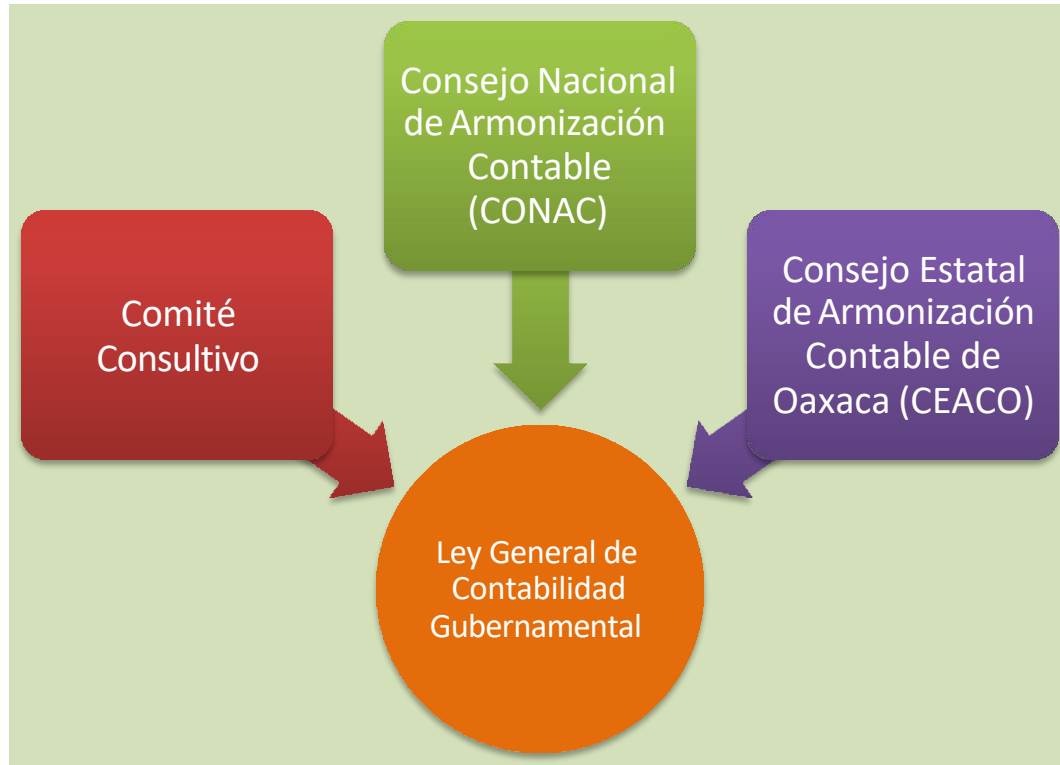 Consejo Nacional
de Armonización
Contable
(CONAC)
Comité
Consultivo
Consejo Estatal
de Armonización
Contable de
Oaxaca (CEACO)
Ley General de
Contabilidad
Gubernamental